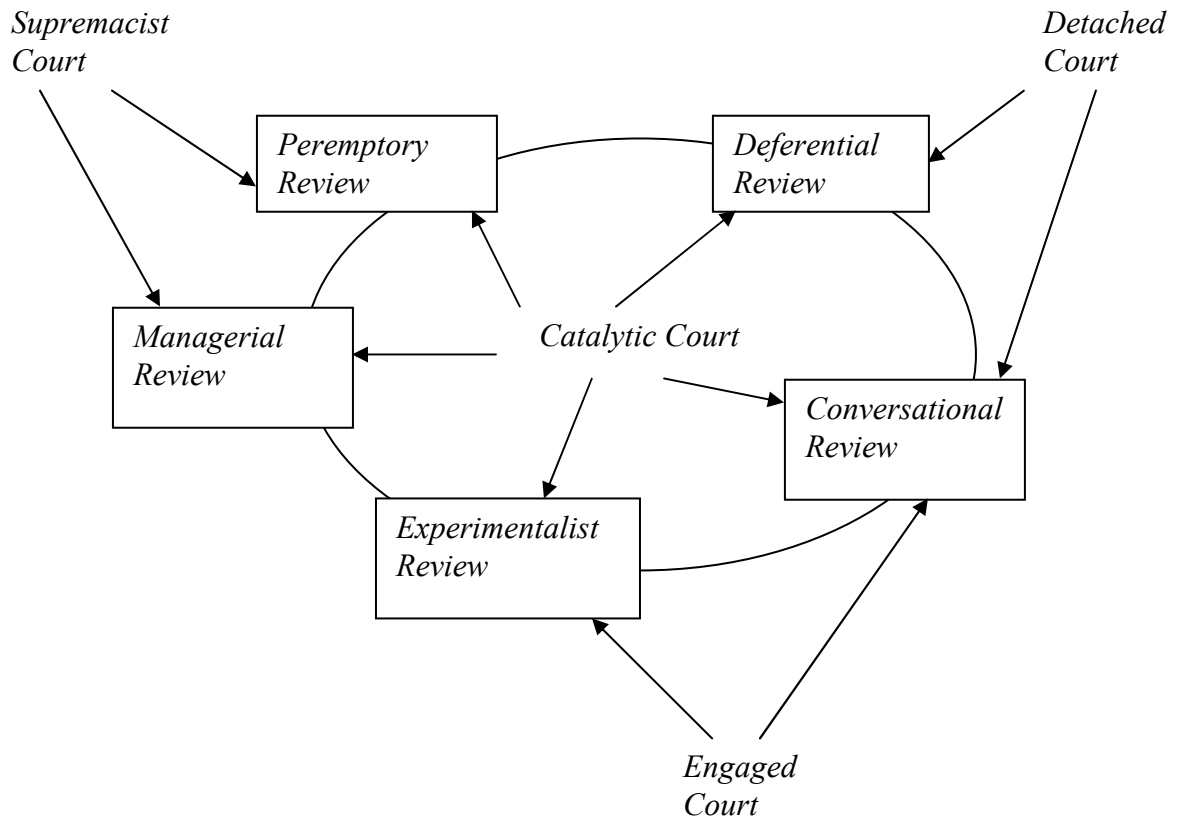 Supremacist
Court
Detached
Court
Peremptory
Review
Deferential
Review
Managerial
Review
Catalytic Court
Conversational
Review
Experimentalist
Review
Engaged
Court